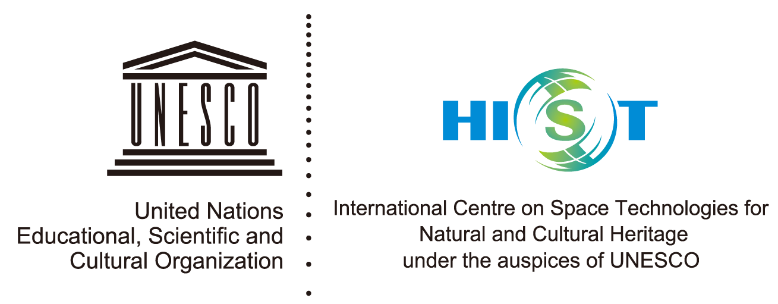 UNESCO
United Nations
Educational, Scientific and
Cultural Organization
HIST
International Centre on Space Technologies for
Natural and Cultural Heritage
under the auspices of UNESCO